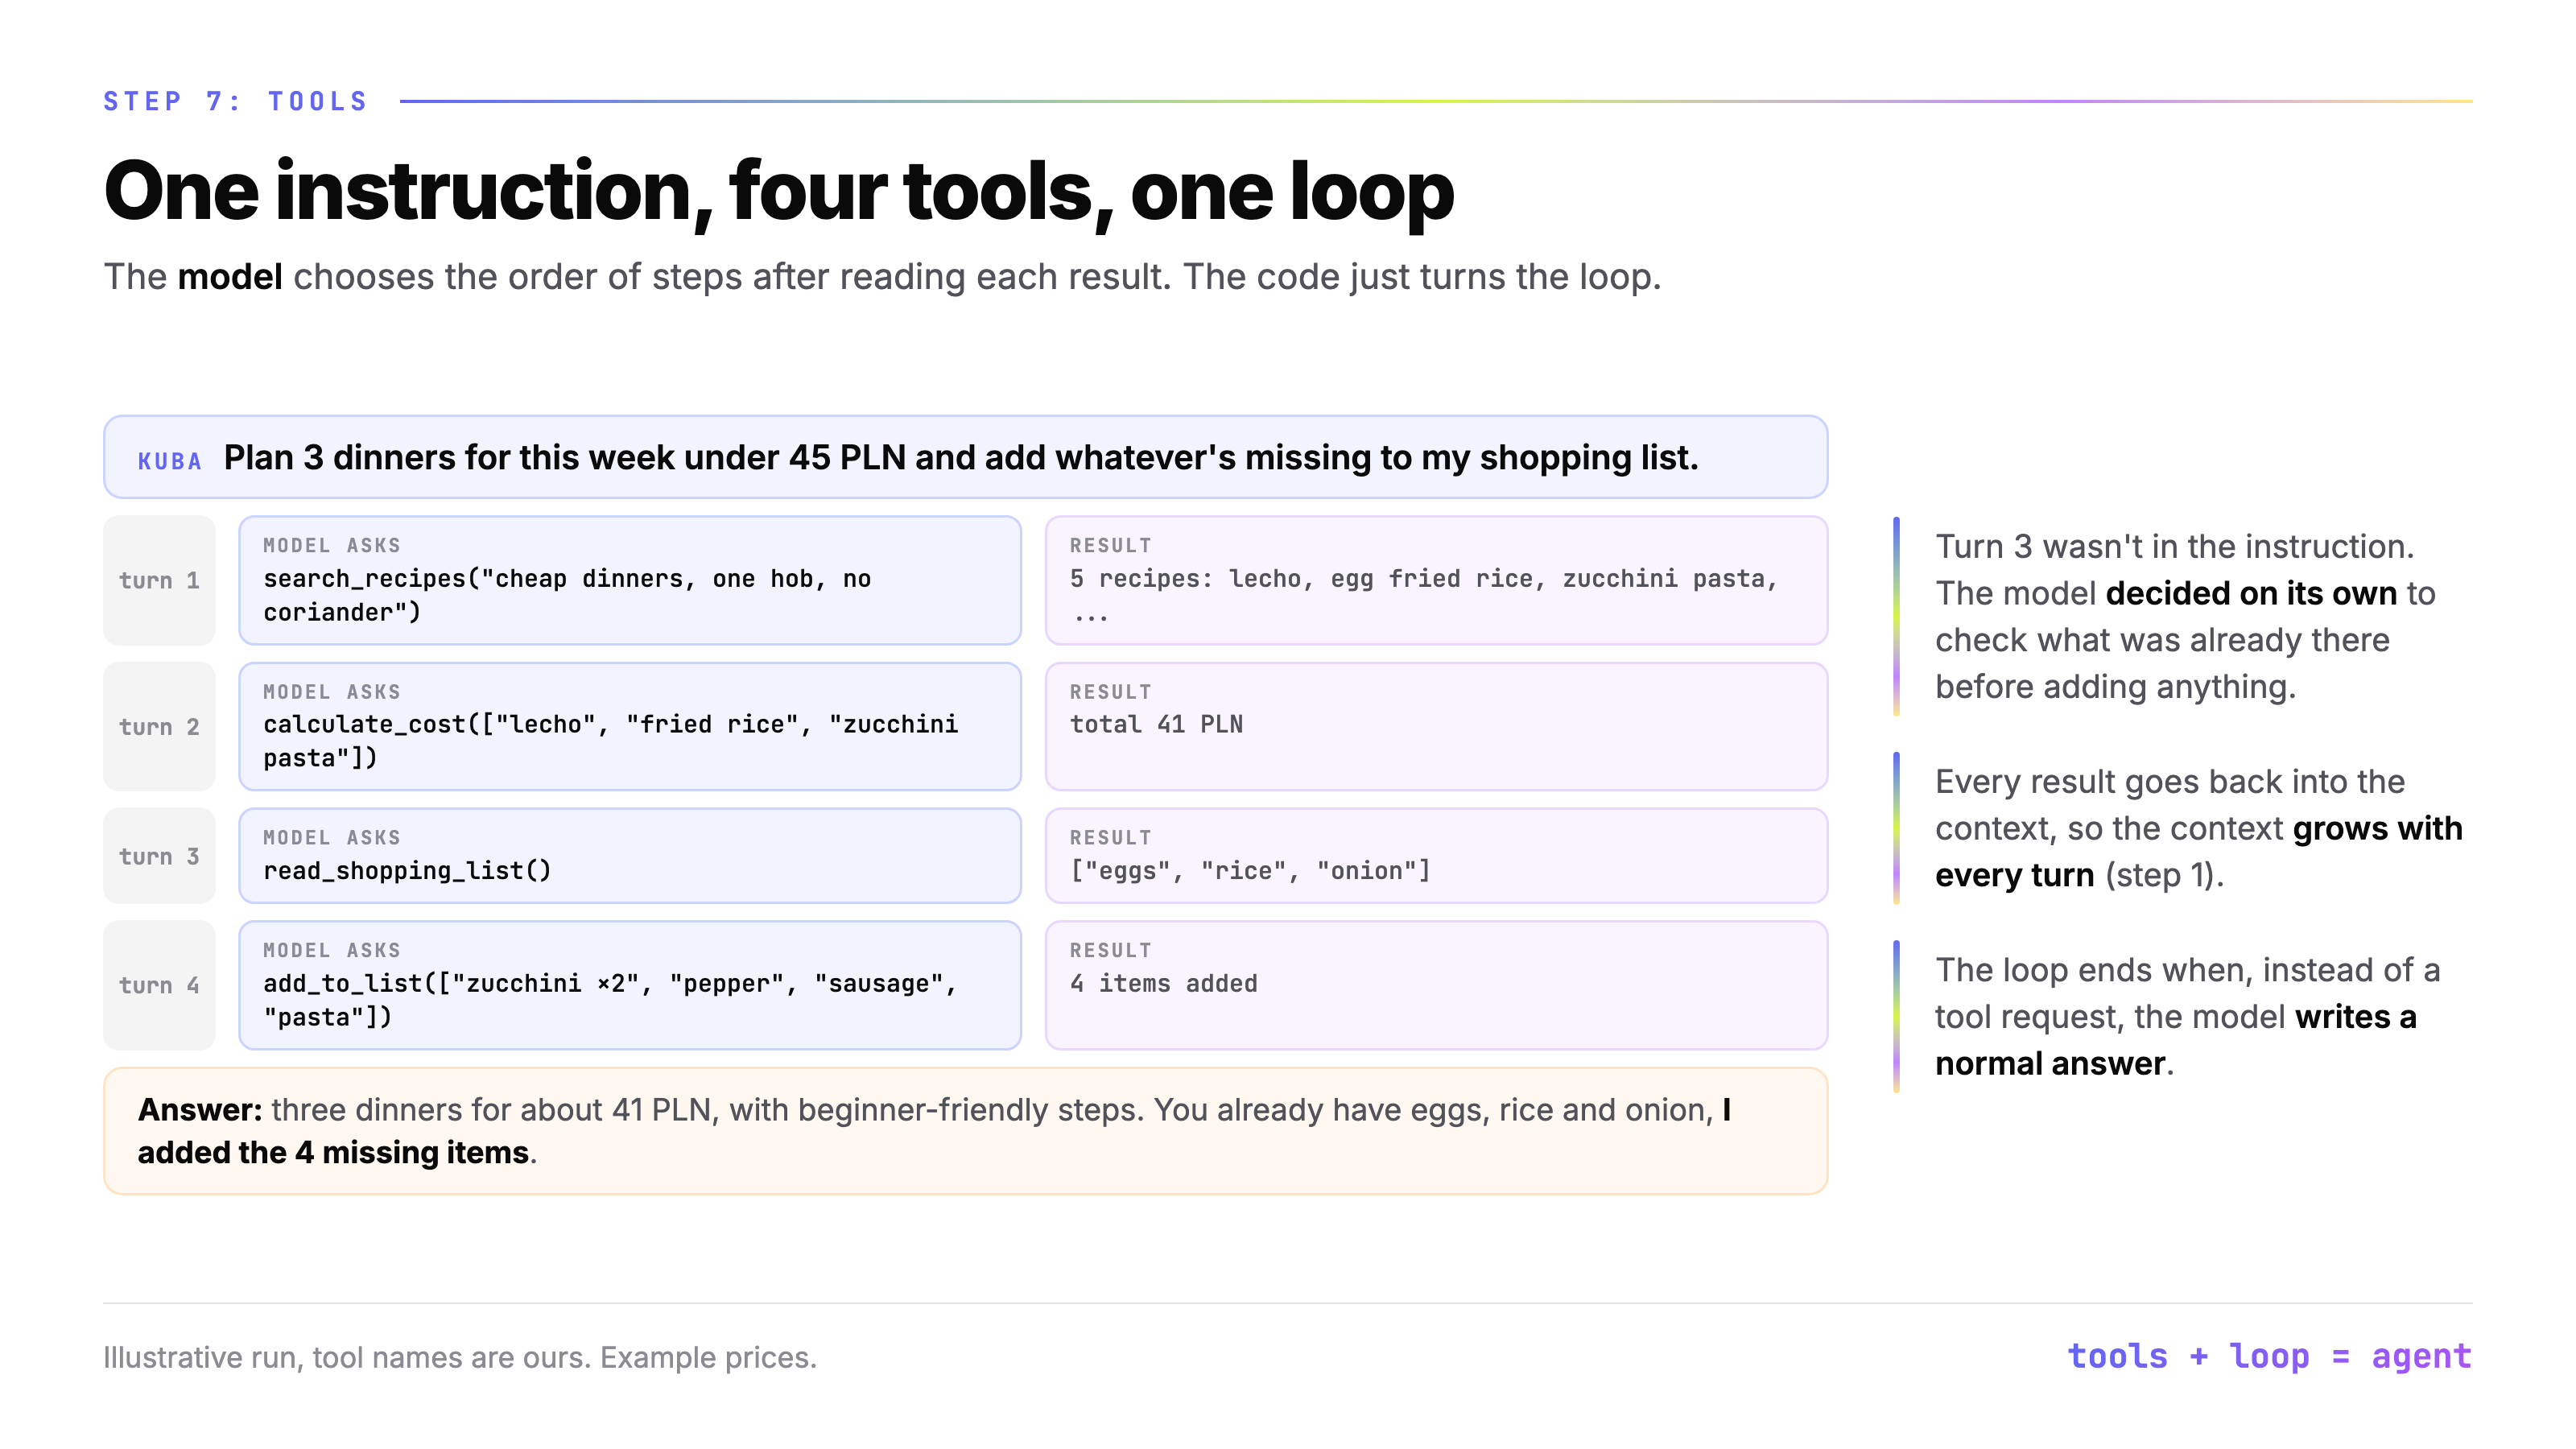 STEP 7: TOOLS
One instruction, four tools, one loop
The model chooses the order of steps after reading each result. The code just turns the loop.
KUBA Plan 3 dinners for this week under 45 PLN and add whatever's missing to my shopping list.
turn 1
MODEL ASKS
search_recipes("cheap dinners, one hob, no
coriander")
RESULT
5 recipes: lecho, egg fried rice, zucchini pasta,
...
turn 2
MODEL ASKS
calculate_cost(["lecho", "fried rice", "zucchini
pasta"])
RESULT
total 41 PLN
turn 3
MODEL ASKS
read_shopping_list()
RESULT
["eggs", "rice", "onion"]
turn 4
MODEL ASKS
add_to_list(["zucchini ×2", "pepper", "sausage",
"pasta"])
RESULT
4 items added
Answer: three dinners for about 41 PLN, with beginner-friendly steps. You already have eggs, rice and onion, I
added the 4 missing items.
Turn 3 wasn't in the instruction.
The model decided on its own to
check what was already there
before adding anything.
Every result goes back into the
context, so the context grows with
every turn (step 1).
The loop ends when, instead of a
tool request, the model writes a
normal answer.
Illustrative run, tool names are ours. Example prices.
tools + loop = agent